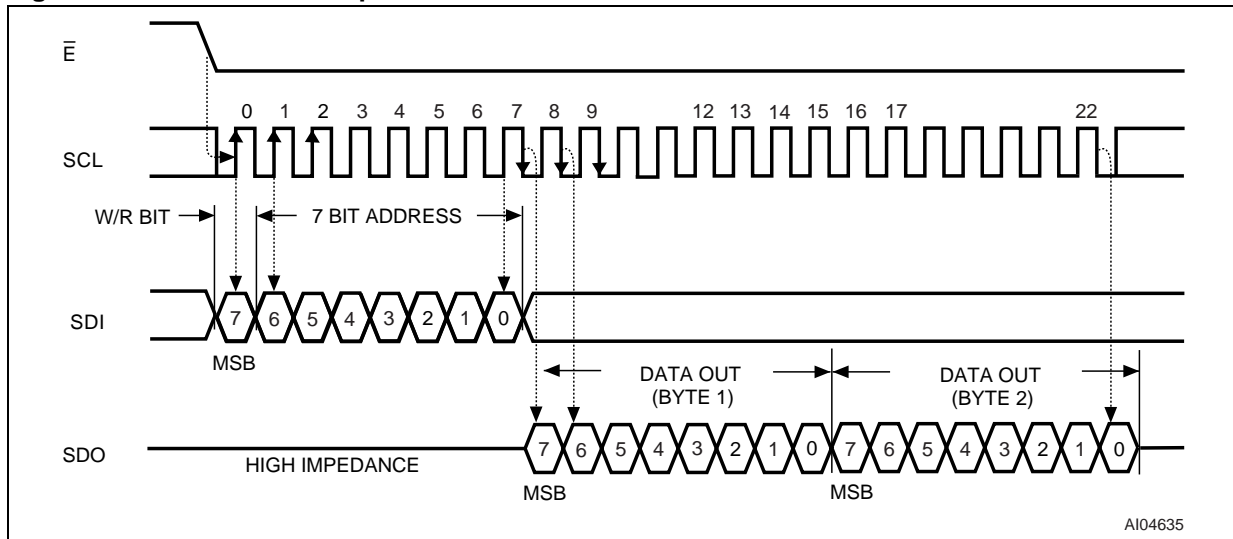 E̅
0 1 2 3 4 5 6 7 8 9 12 13 14 15 16 17 22
SCL
W/R BIT 7 BIT ADDRESS
SDI
7 6 5 4 3 2 1 0
MSB
DATA OUT
(BYTE 1)
DATA OUT
(BYTE 2)
SDO
HIGH IMPEDANCE
7 6 5 4 3 2 1 0 7 6 5 4 3 2 1 0
MSB MSB
AI04635